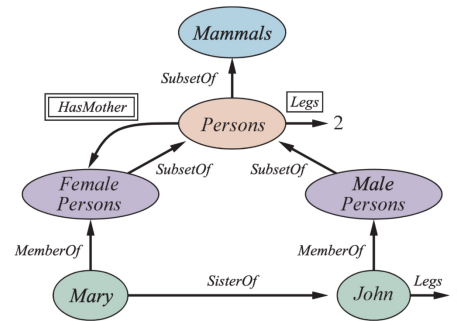 Mammals
SubsetOf
HasMother
Legs
Persons
2
SubsetOf
SubsetOf
Female
Persons
Male
Persons
MemberOf
MemberOf
Mary
SisterOf
John
Legs